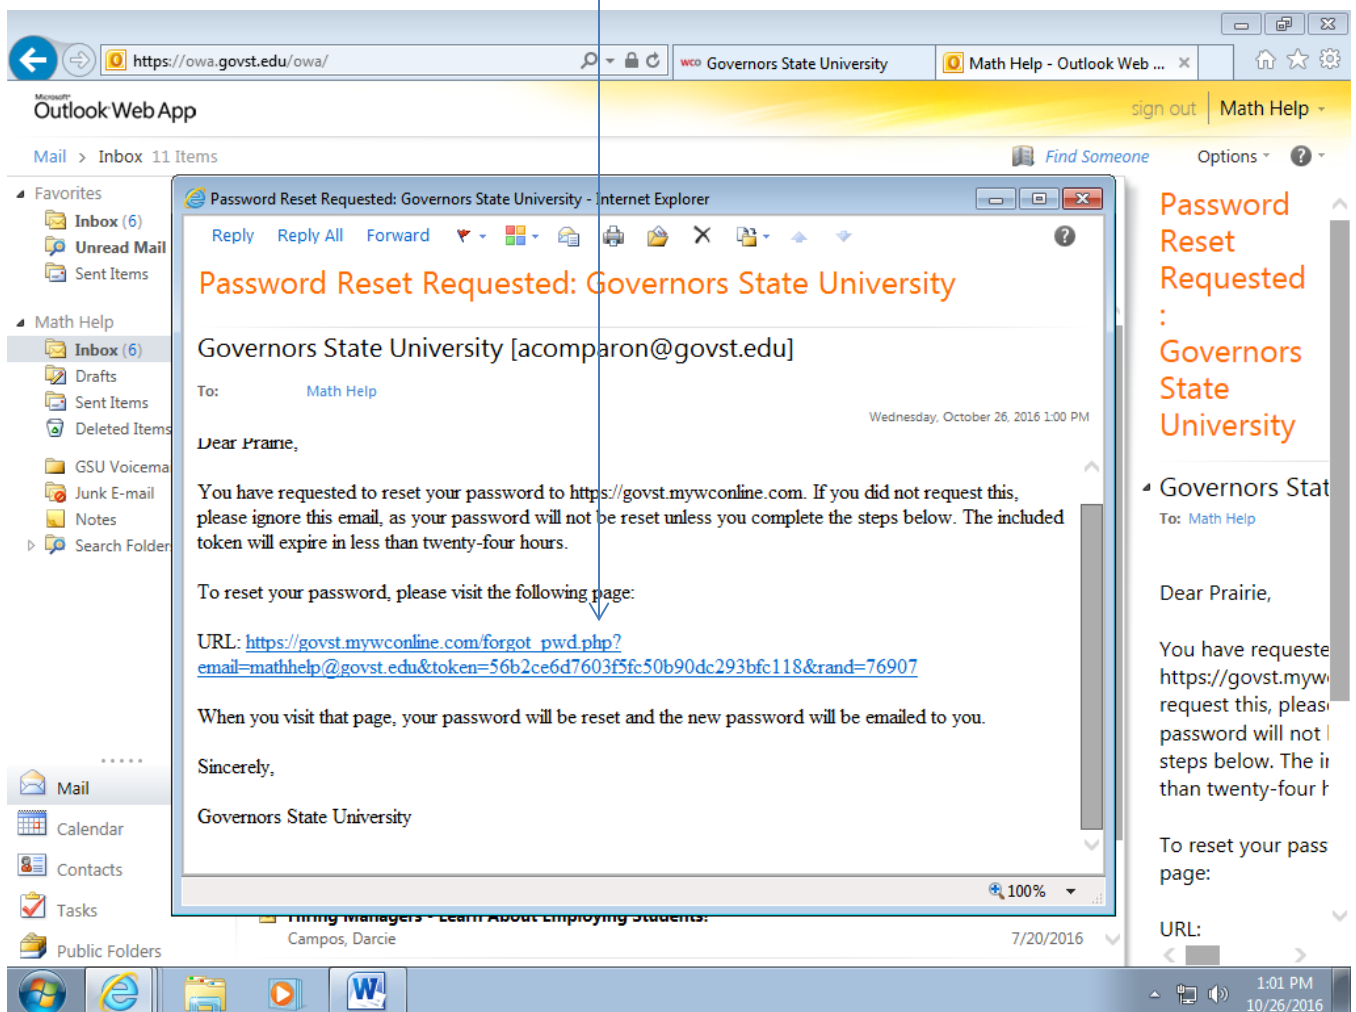 https://owa.govst.edu/owa/
wco Governors State University
Math Help - Outlook Web ...
Microsoft
Outlook Web App
sign out
Math Help
Mail > Inbox 11 Items
Find Someone
Options
Favorites
Inbox (6)
Unread Mail
Sent Items
Math Help
Inbox (6)
Drafts
Sent Items
Deleted Items
GSU Voicema
Junk E-mail
Notes
Search Folder
Mail
Calendar
Contacts
Tasks
Public Folders
Password Reset Requested: Governors State University - Internet Explorer
Reply Reply All Forward
Password Reset Requested: Governors State University
Governors State University [acomparon@govst.edu]
To: Math Help
Wednesday, October 26, 2016 1:00 PM
Dear Prairie,
You have requested to reset your password to https://govst.mywconline.com. If you did not request this,
please ignore this email, as your password will not be reset unless you complete the steps below. The included
token will expire in less than twenty-four hours.
To reset your password, please visit the following page:
URL: https://govst.mywconline.com/forgot_pwd.php?
email=mathhelp@govst.edu&token=56b2ce6d7603f5fc50b90dc293bfc118&rand=76907
When you visit that page, your password will be reset and the new password will be emailed to you.
Sincerely,
Governors State University
100%
Hiring Managers - Learn About Employing Students!
Campos, Darcie
7/20/2016
Password
Reset
Requested
:
Governors
State
University
Governors Stat
To: Math Help
Dear Prairie,
You have requeste
https://govst.myw
request this, pleas
password will not
steps below. The i
than twenty-four h
To reset your pass
page:
URL:
1:01 PM
10/26/2016